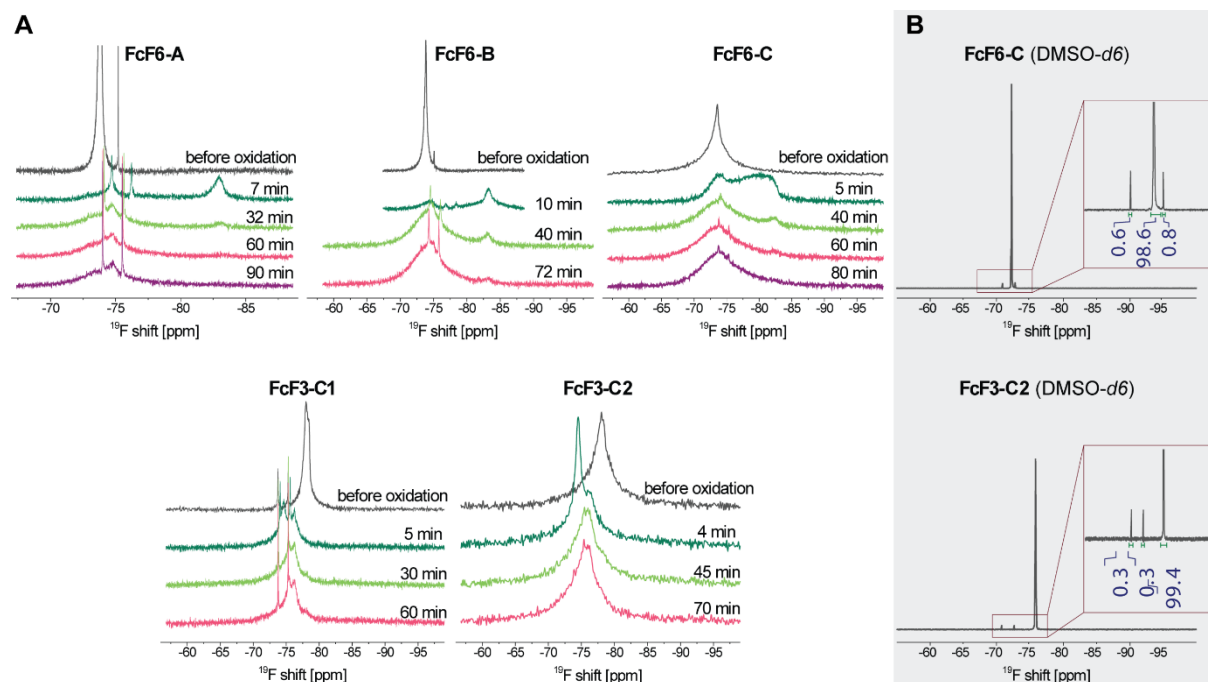 A
FcF6-A
before oxidation
7 min
32 min
60 min
90 min
-70 -75 -80 -85
¹⁹F shift [ppm]
FcF6-B
before oxidation
10 min
40 min
72 min
-65 -70 -75 -80 -85 -90 -95
¹⁹F shift [ppm]
FcF6-C
before oxidation
5 min
40 min
60 min
80 min
-60 -65 -70 -75 -80 -85 -90 -95
¹⁹F shift [ppm]
FcF3-C1
before oxidation
5 min
30 min
60 min
-60 -65 -70 -75 -80 -85 -90 -95
¹⁹F shift [ppm]
FcF3-C2
before oxidation
4 min
45 min
70 min
-60 -65 -70 -75 -80 -85 -90 -95
¹⁹F shift [ppm]
B
FcF6-C (DMSO-d6)
0.6
98.6
0.8
-60 -65 -70 -75 -80 -85 -90 -95
¹⁹F shift [ppm]
FcF3-C2 (DMSO-d6)
0.3
0.3
99.4
-60 -65 -70 -75 -80 -85 -90 -95
¹⁹F shift [ppm]